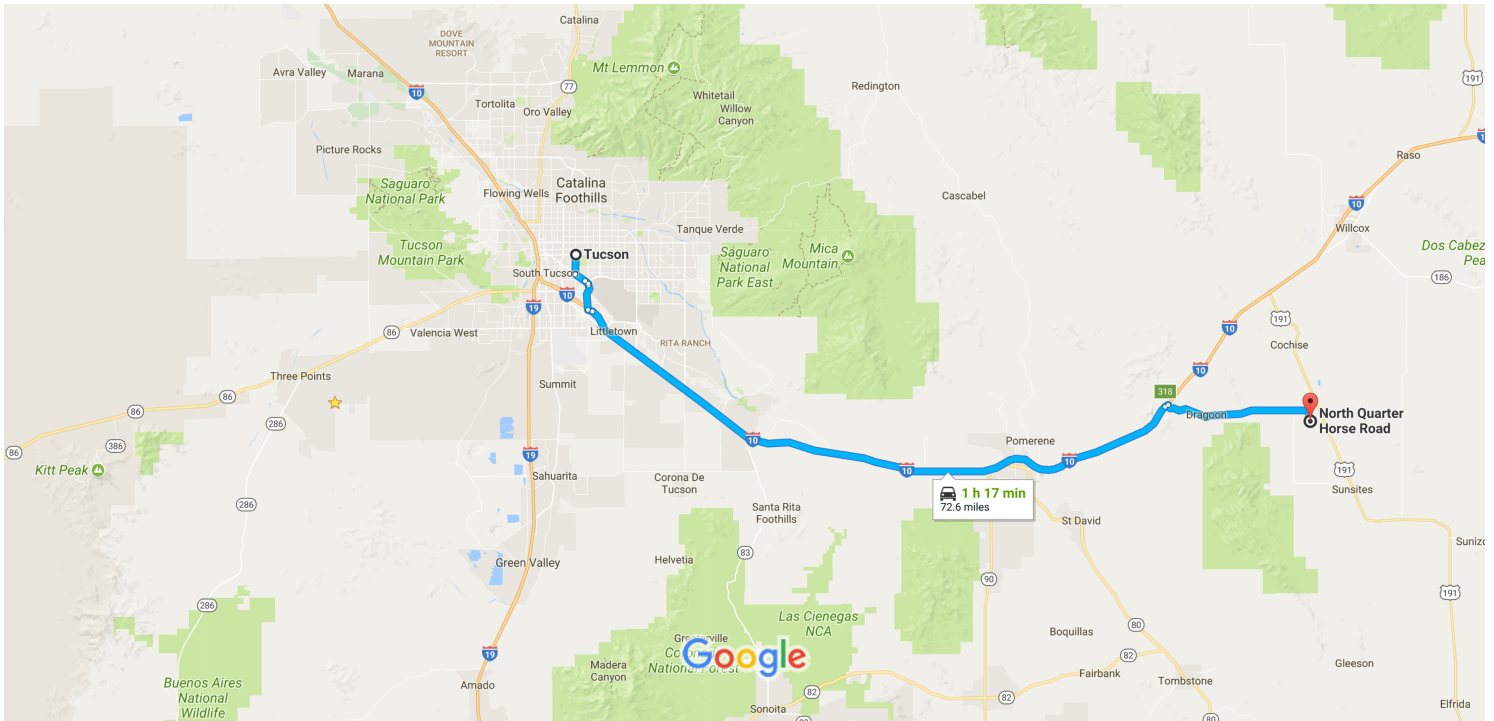 Catalina
DOVE
MOUNTAIN
RESORT
Avra Valley
Marana
10
77
Mt Lemmon
191
Tortolita
Oro Valley
Whitetail
Willow
Canyon
Redington
Picture Rocks
Raso
Saguaro
National Park
Flowing Wells
Catalina
Foothills
Cascabel
10
Willcox
Tucson
Mountain Park
Tanque Verde
Saguaro
National
Park East
Mica
Mountain
Dos Cabez
Pea
Tucson
South Tucso
186
10
19
191
86
Valencia West
Littletown
RITA RANCH
10
Cochise
Three Points
Summit
10
318
86
86
286
Dragoon
North Quarter
Horse Road
86
386
10
Pomerene
Kitt Peak
19
10
10
191
Sahuarita
Corona De
Tucson
1 h 17 min
72.6 miles
Sunsites
286
Santa Rita
Foothills
St David
Sunizo
83
Green Valley
Helvetia
90
191
286
Las Cienegas
NCA
80
Boquillas
Google
19
82
Madera
Canyon
Gleeson
Fairbank
Tombstone
Buenos Aires
National
Wildlife
Amado
82
82
Sonoita
80
Elfrida